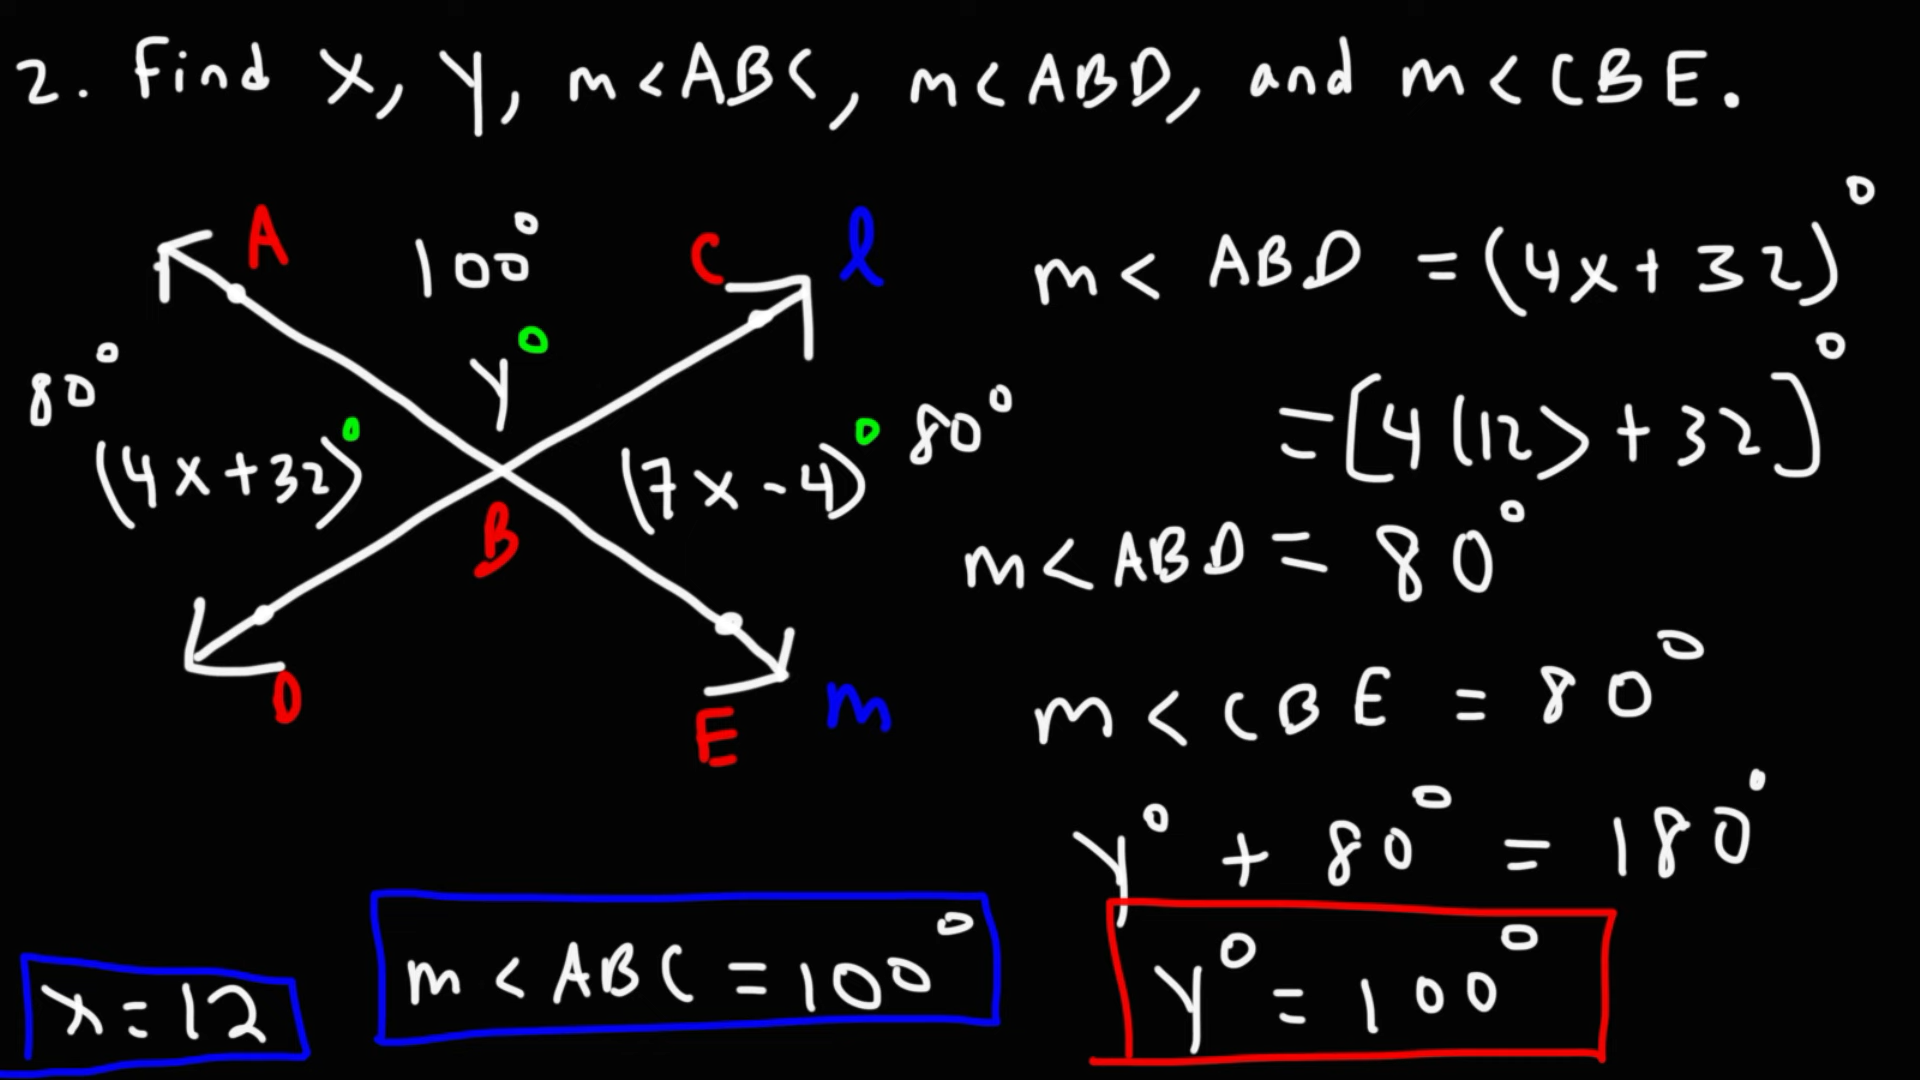 2. Find x, y, m<ABC, m<ABD, and m<CBE.
A
100°
C
l
y°
80°
(4x+32)°
(7x-4)°
80°
B
D
E
m
m< ABD = (4x+32)°
=[4(12)+32]°
m<ABD = 80°
m< CBE = 80°
y° + 80° = 180°
y° = 100°
m < ABC = 100°
x = 12